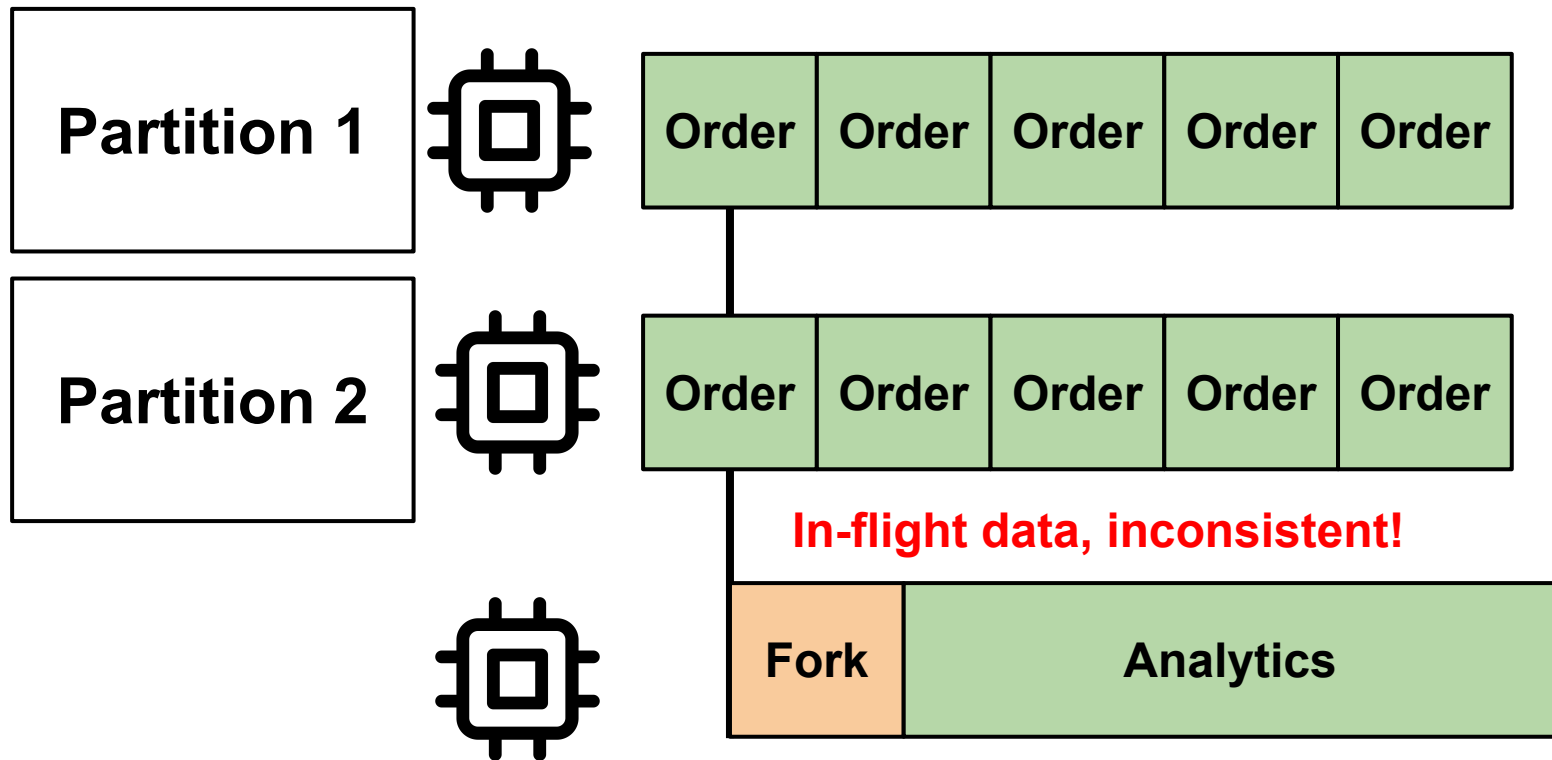 Partition 1
Order Order Order Order Order
Partition 2
Order Order Order Order Order
In-flight data, inconsistent!
Fork Analytics